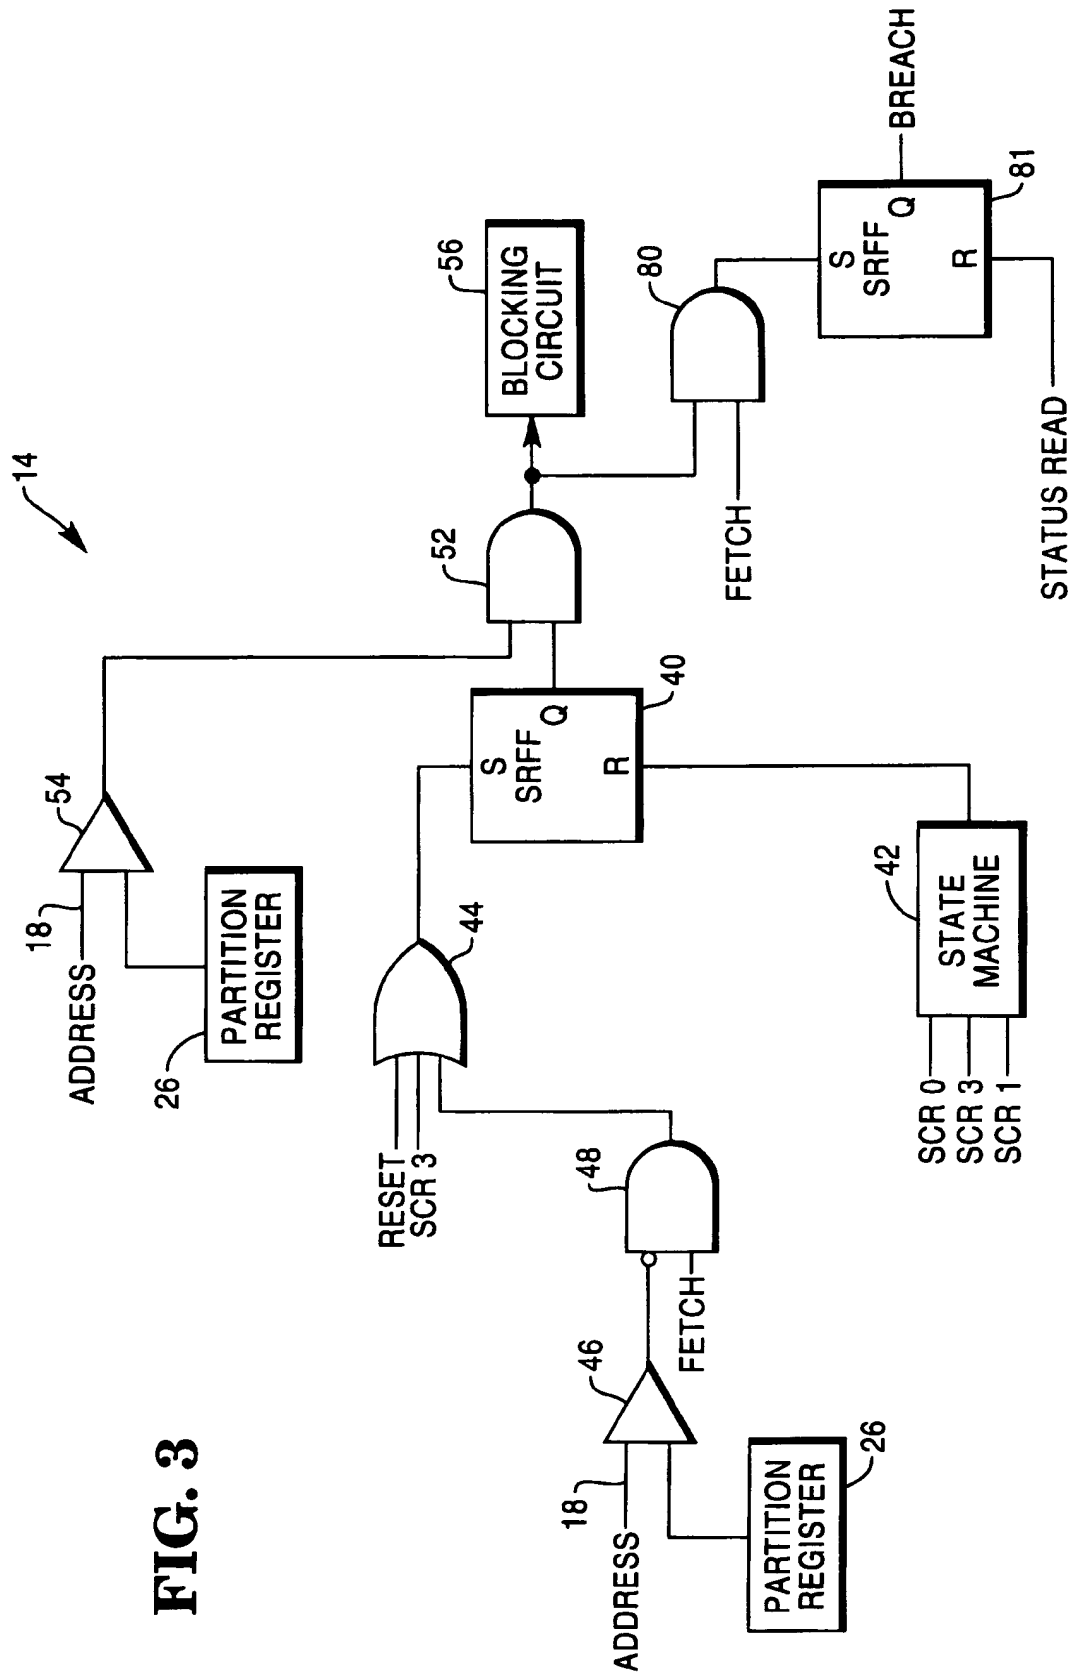 FIG. 3
14
ADDRESS
18
54
PARTITION
REGISTER
26
RESET
SCR 3
44
ADDRESS
18
46
PARTITION
REGISTER
26
FETCH
48
S
SRFF
Q
R
40
SCR 0
SCR 3
SCR 1
STATE
MACHINE
42
52
BLOCKING
CIRCUIT
56
FETCH
80
S
SRFF
Q
R
81
BREACH
STATUS READ